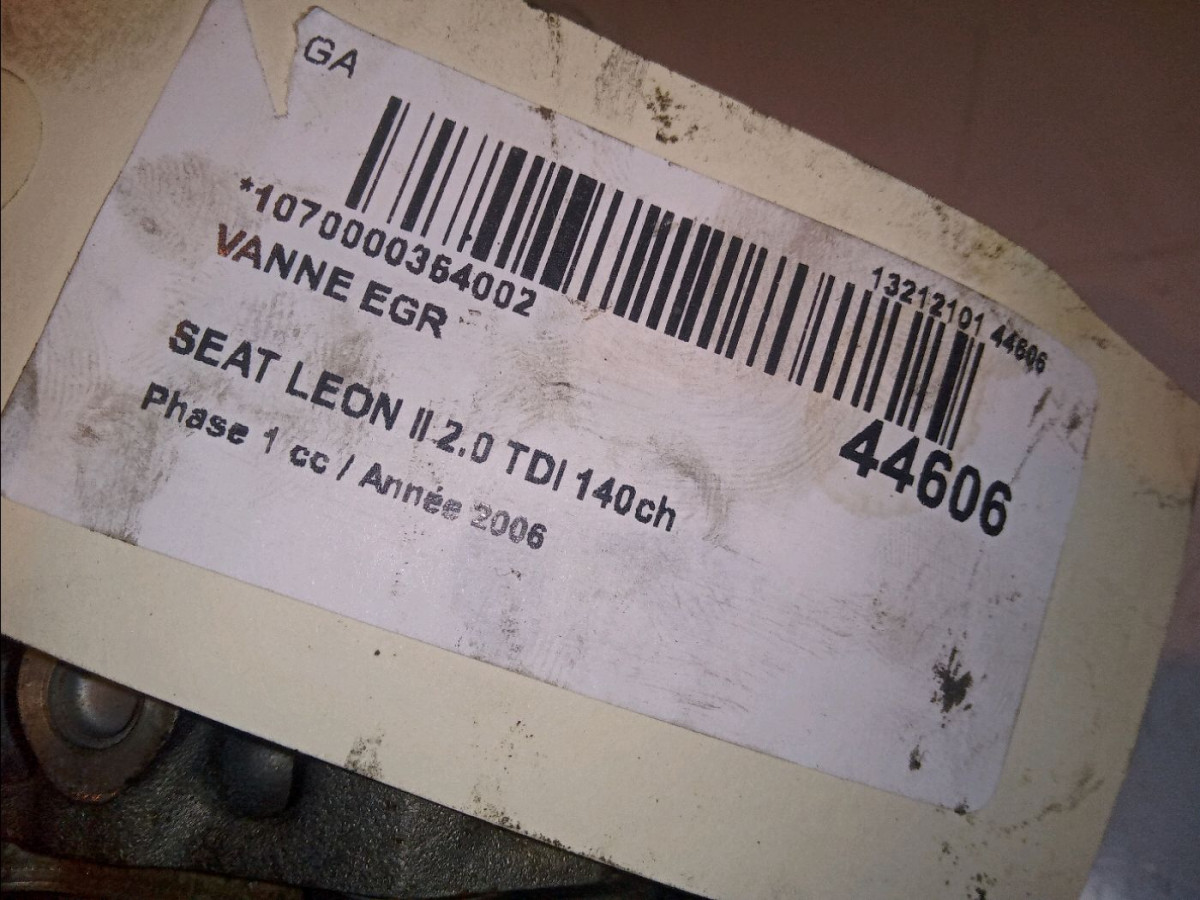 GA
13212101 44606
*1070000364002
VANNE EGR
44606
SEAT LEON II 2.0 TDI 140ch
Phase 1 cc / Année 2006